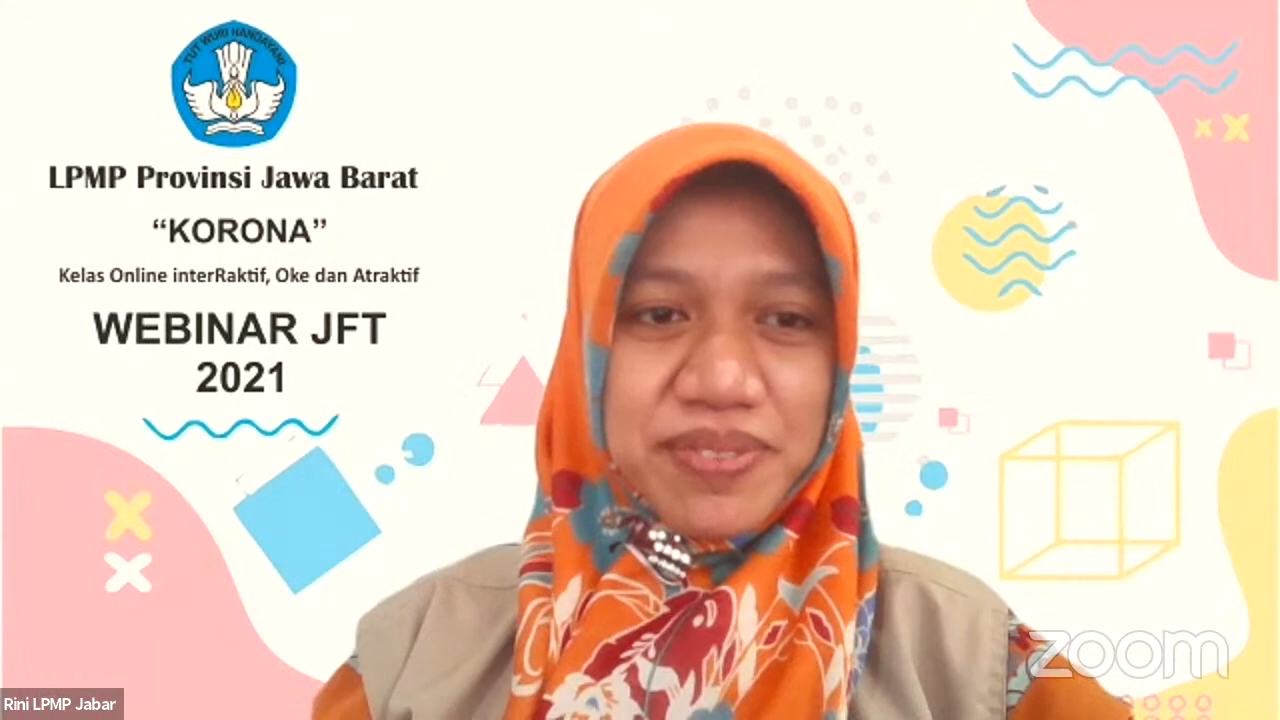 TUT WURI HANDAYANI
LPMP Provinsi Jawa Barat
“KORONA”
Kelas Online interRaktif, Oke dan Atraktif
WEBINAR JFT
2021
zoom
Rini LPMP Jabar